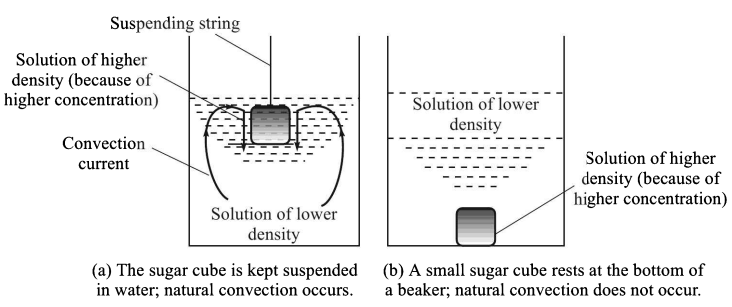 Suspending string
Solution of higher
density (because of
higher concentration)
Convection
current
Solution of lower
density
(a) The sugar cube is kept suspended
in water; natural convection occurs.
Solution of lower
density
Solution of higher
density (because of
higher concentration)
(b) A small sugar cube rests at the bottom of
a beaker; natural convection does not occur.